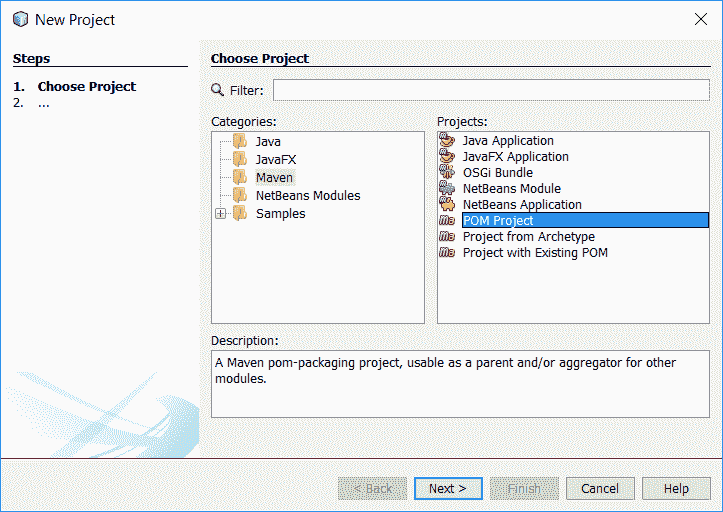 New Project
Steps
1. Choose Project
2. ...
Choose Project
Filter:
Categories:
Java
JavaFX
Maven
NetBeans Modules
Samples
Projects:
Java Application
JavaFX Application
OSGi Bundle
NetBeans Module
NetBeans Application
POM Project
Project from Archetype
Project with Existing POM
Description:
A Maven pom-packaging project, usable as a parent and/or aggregator for other
modules.
< Back
Next >
Finish
Cancel
Help